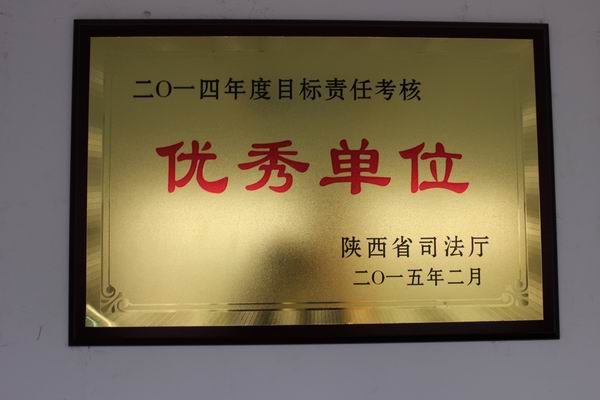 二〇一四年度目标责任考核
优秀单位
陕西省司法厅
二〇一五年二月